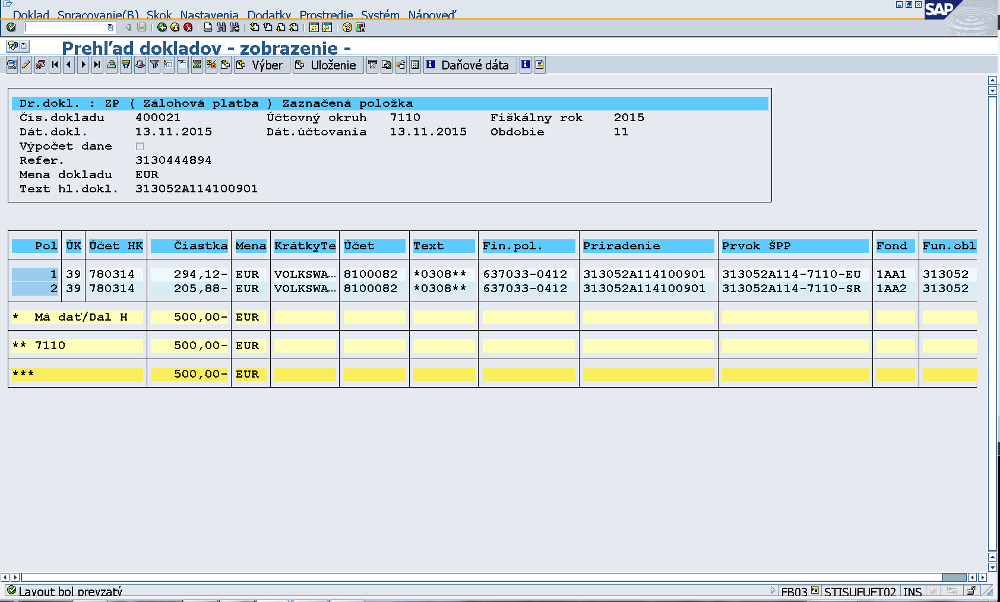 Doklad Spracovanie(B) Skok Nastavenia Dodatky Prostredie Systém Nápoveď
SAP
Prehľad dokladov - zobrazenie -
Výber Uloženie Daňové dáta
Dr.dokl. : ZP ( Zálohová platba ) Zaznačená položka
Čís.dokladu 400021 Účtovný okruh 7110 Fiškálny rok 2015
Dát.dokl. 13.11.2015 Dát.účtovania 13.11.2015 Obdobie 11
Výpočet dane
Refer. 3130444894
Mena dokladu EUR
Text hl.dokl. 313052A114100901
Pol ÚK Účet HK Čiastka Mena KrátkyTe Účet Text Fin.pol. Priradenie Prvok ŠPP Fond Fun.obl
1 39 780314 294,12- EUR VOLKSWA… 8100082 *0308** 637033-0412 313052A114100901 313052A114-7110-EU 1AA1 313052
2 39 780314 205,88- EUR VOLKSWA… 8100082 *0308** 637033-0412 313052A114100901 313052A114-7110-SR 1AA2 313052
* Má dať/Dal H 500,00- EUR
** 7110 500,00- EUR
*** 500,00- EUR
Layout bol prevzatý FB03 STISUFUFT02 INS